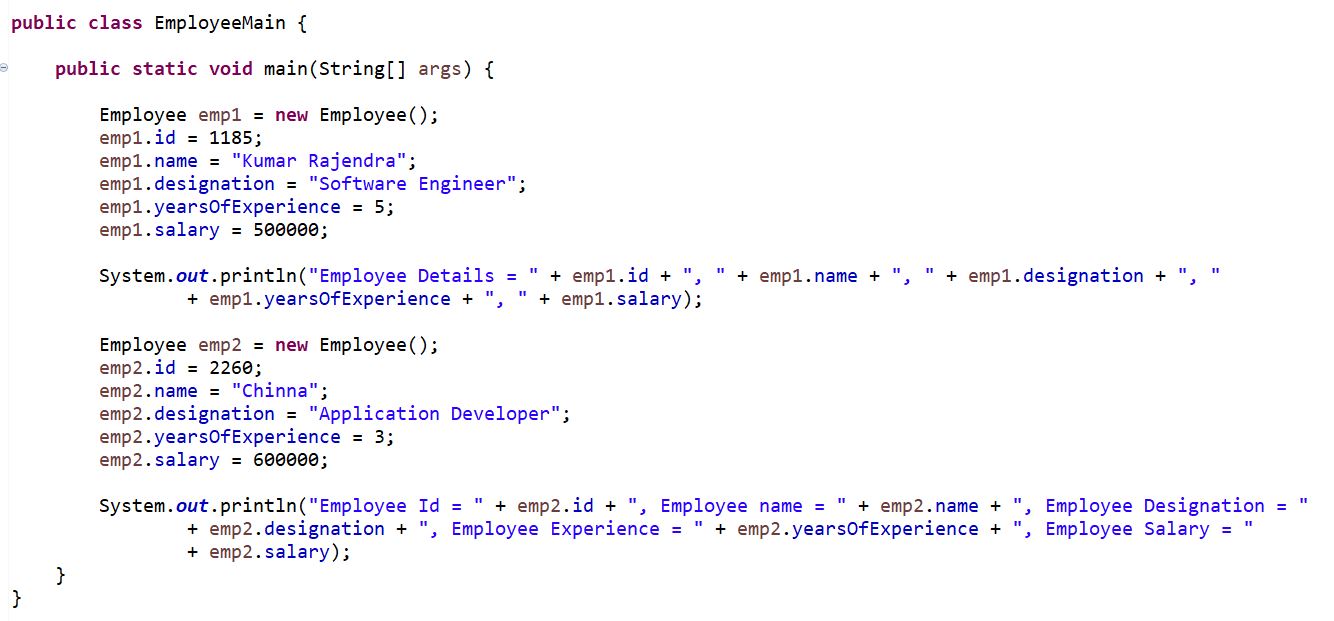 public class EmployeeMain {
public static void main(String[] args) {
Employee emp1 = new Employee();
emp1.id = 1185;
emp1.name = "Kumar Rajendra";
emp1.designation = "Software Engineer";
emp1.yearsOfExperience = 5;
emp1.salary = 500000;
System.out.println("Employee Details = " + emp1.id + ", " + emp1.name + ", " + emp1.designation + ", "
+ emp1.yearsOfExperience + ", " + emp1.salary);
Employee emp2 = new Employee();
emp2.id = 2260;
emp2.name = "Chinna";
emp2.designation = "Application Developer";
emp2.yearsOfExperience = 3;
emp2.salary = 600000;
System.out.println("Employee Id = " + emp2.id + ", Employee name = " + emp2.name + ", Employee Designation = "
+ emp2.designation + ", Employee Experience = " + emp2.yearsOfExperience + ", Employee Salary = "
+ emp2.salary);
}
}